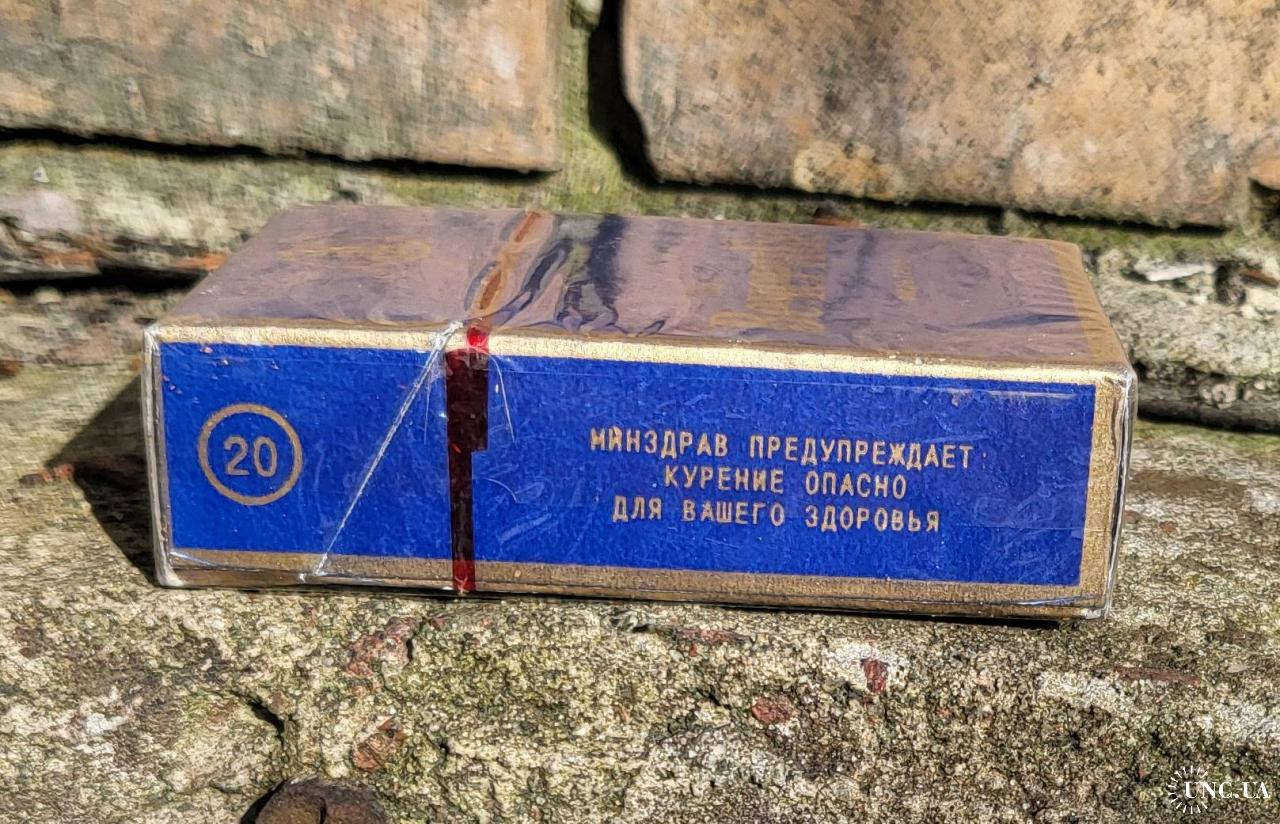 20
МИНЗДРАВ ПРЕДУПРЕЖДАЕТ:
КУРЕНИЕ ОПАСНО
ДЛЯ ВАШЕГО ЗДОРОВЬЯ
UNC.UA